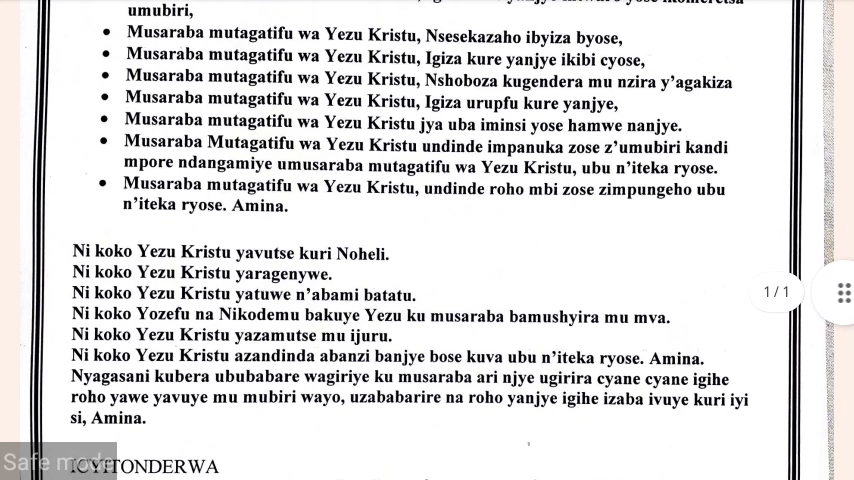 umubiri,
• Musaraba mutagatifu wa Yezu Kristu, Nsesekazaho ibyiza byose,
• Musaraba mutagatifu wa Yezu Kristu, Igiza kure yanjye ikibi cyose,
• Musaraba mutagatifu wa Yezu Kristu, Nshoboza kugendera mu nzira y’agakiza
• Musaraba mutagatifu wa Yezu Kristu, Igiza urupfu kure yanjye,
• Musaraba mutagatifu wa Yezu Kristu jya uba iminsi yose hamwe nanjye.
• Musaraba Mutagatifu wa Yezu Kristu undinde impanuka zose z’umubiri kandi
mpore ndangamiye umusaraba mutagatifu wa Yezu Kristu, ubu n’iteka ryose.
• Musaraba mutagatifu wa Yezu Kristu, undinde roho mbi zose zimpungeho ubu
n’iteka ryose. Amina.
Ni koko Yezu Kristu yavutse kuri Noheli.
Ni koko Yezu Kristu yaragenywe.
Ni koko Yezu Kristu yatuwe n’abami batatu.
Ni koko Yozefu na Nikodemu bakuye Yezu ku musaraba bamushyira mu mva.
Ni koko Yezu Kristu yazamutse mu ijuru.
Ni koko Yezu Kristu azandinda abanzi banjye bose kuva ubu n’iteka ryose. Amina.
Nyagasani kubera ububabare wagiriye ku musaraba ari njye ugirira cyane cyane igihe
roho yawe yavuye mu mubiri wayo, uzababarire na roho yanjye igihe izaba ivuye kuri iyi
si, Amina.
1/1
Safe mode
ICYITONDERWA